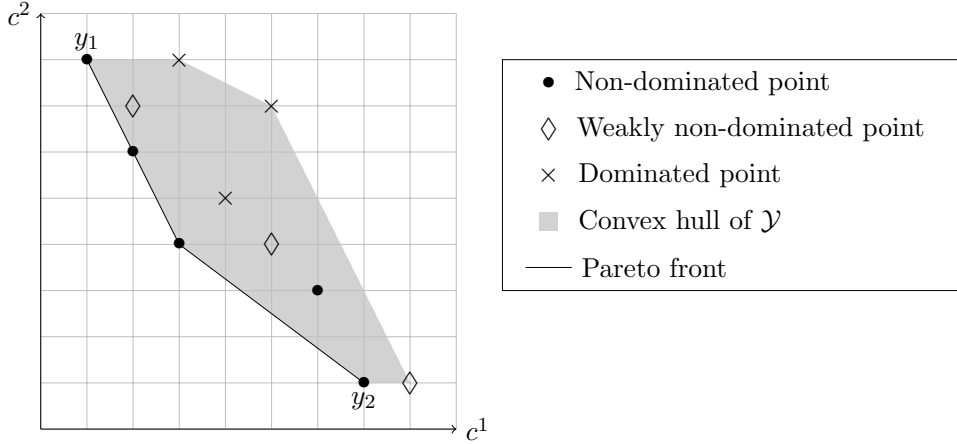 c²
y₁
Non-dominated point
Weakly non-dominated point
Dominated point
Convex hull of 𝒴
Pareto front
y₂
c¹